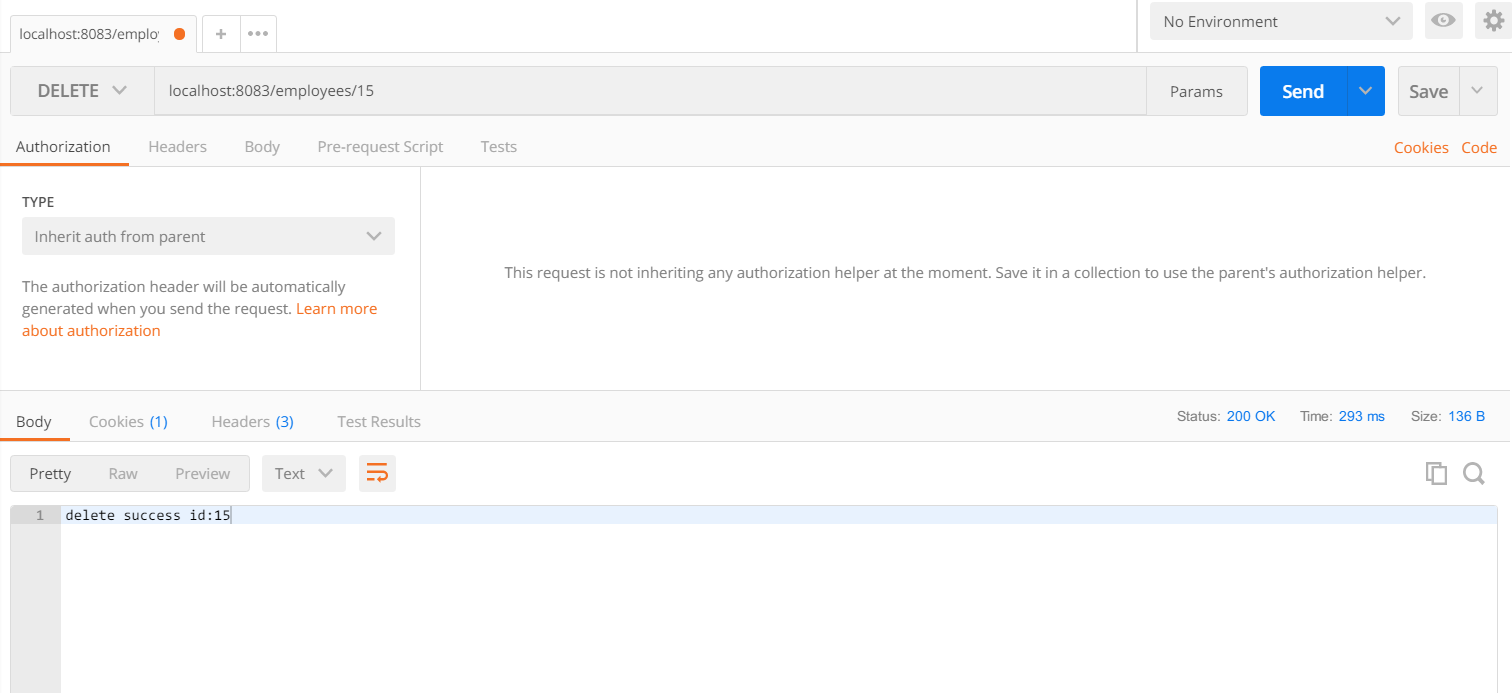 localhost:8083/emplo
No Environment
DELETE
localhost:8083/employees/15
Params
Send
Save
Authorization
Headers
Body
Pre-request Script
Tests
Cookies
Code
TYPE
Inherit auth from parent
The authorization header will be automatically
generated when you send the request. Learn more
about authorization
This request is not inheriting any authorization helper at the moment. Save it in a collection to use the parent's authorization helper.
Body
Cookies (1)
Headers (3)
Test Results
Status: 200 OK
Time: 293 ms
Size: 136 B
Pretty
Raw
Preview
Text
1
delete success id:15